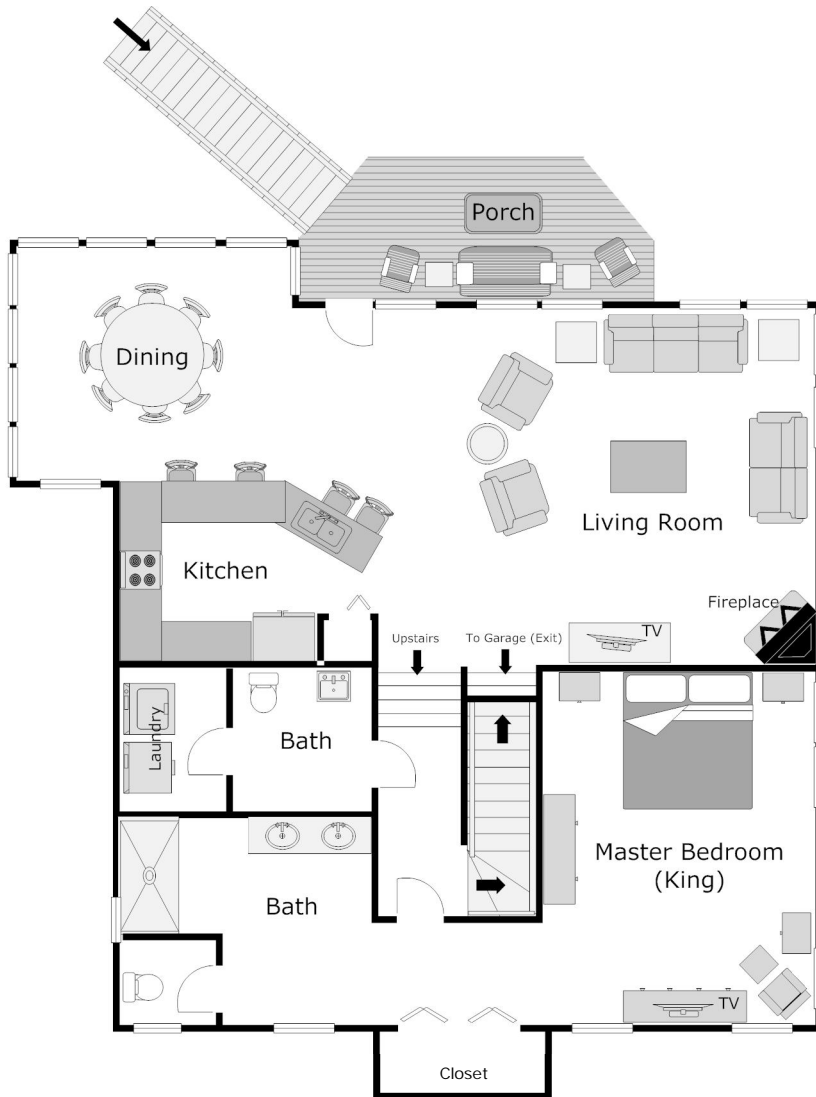 Porch
Dining
Living Room
Kitchen
Fireplace
TV
Upstairs
To Garage (Exit)
Laundry
Bath
Master Bedroom
(King)
Bath
TV
Closet